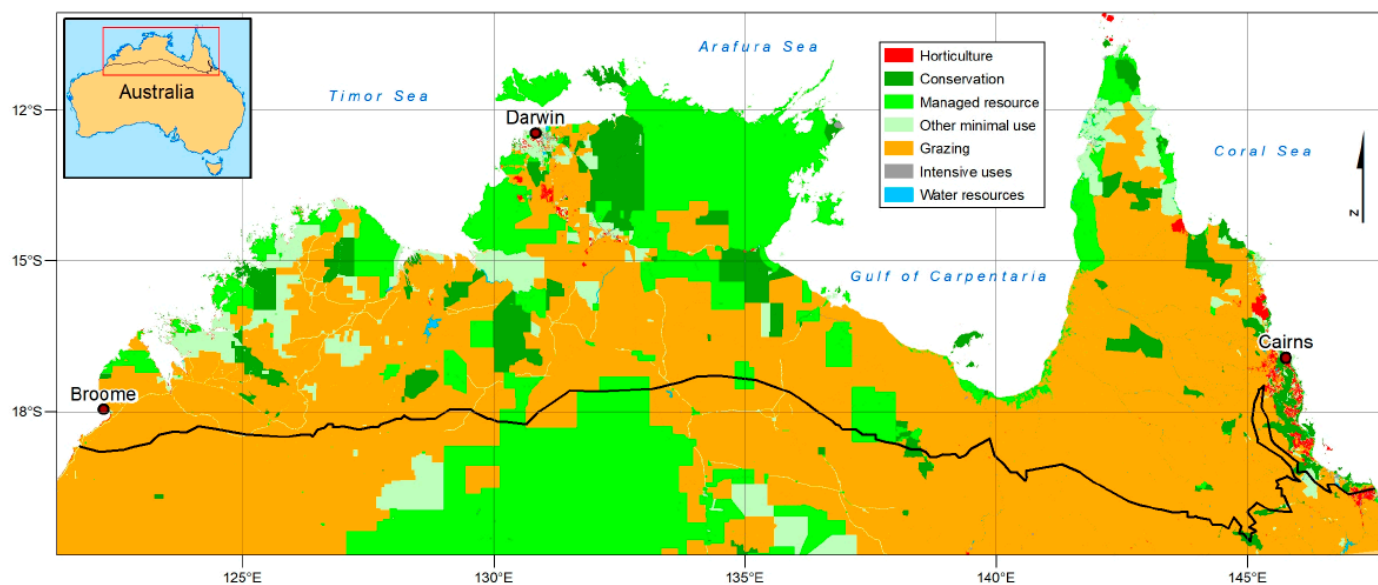 Australia
Timor Sea
Arafura Sea
Coral Sea
Gulf of Carpentaria
Darwin
Broome
Cairns
Horticulture
Conservation
Managed resource
Other minimal use
Grazing
Intensive uses
Water resources
N
12°S
15°S
18°S
125°E
130°E
135°E
140°E
145°E